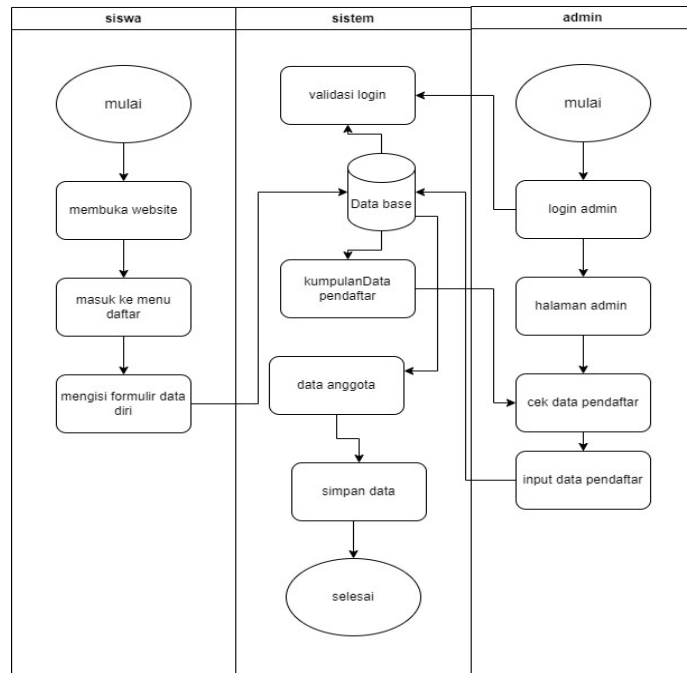 siswa
sistem
admin
mulai
membuka website
masuk ke menu
daftar
mengisi formulir data
diri
validasi login
Data base
kumpulanData
pendaftar
data anggota
simpan data
selesai
mulai
login admin
halaman admin
cek data pendaftar
input data pendaftar